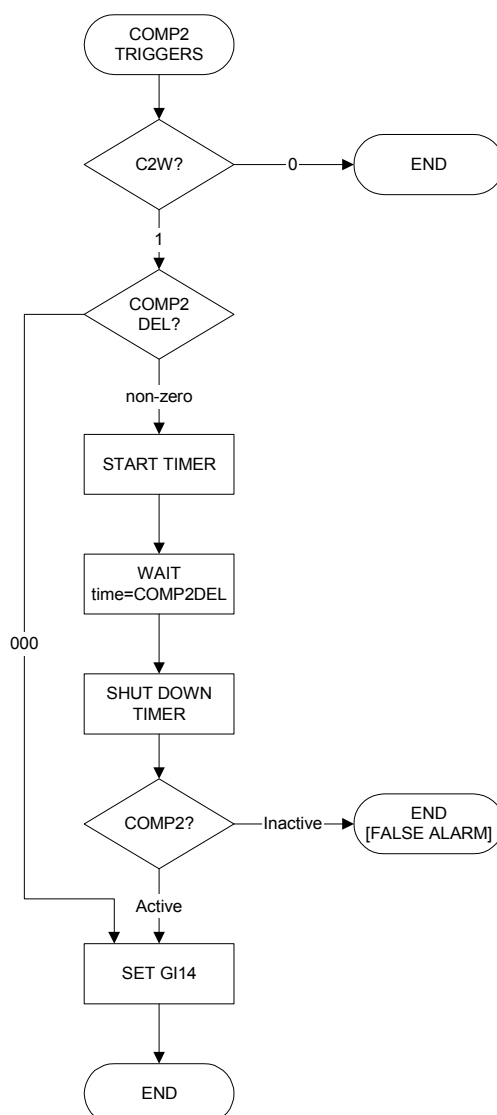 COMP2
TRIGGERS
C2W?
0
END
1
COMP2
DEL?
non-zero
START TIMER
WAIT
time=COMP2DEL
000
SHUT DOWN
TIMER
COMP2?
Inactive
END
[FALSE ALARM]
Active
SET GI14
END